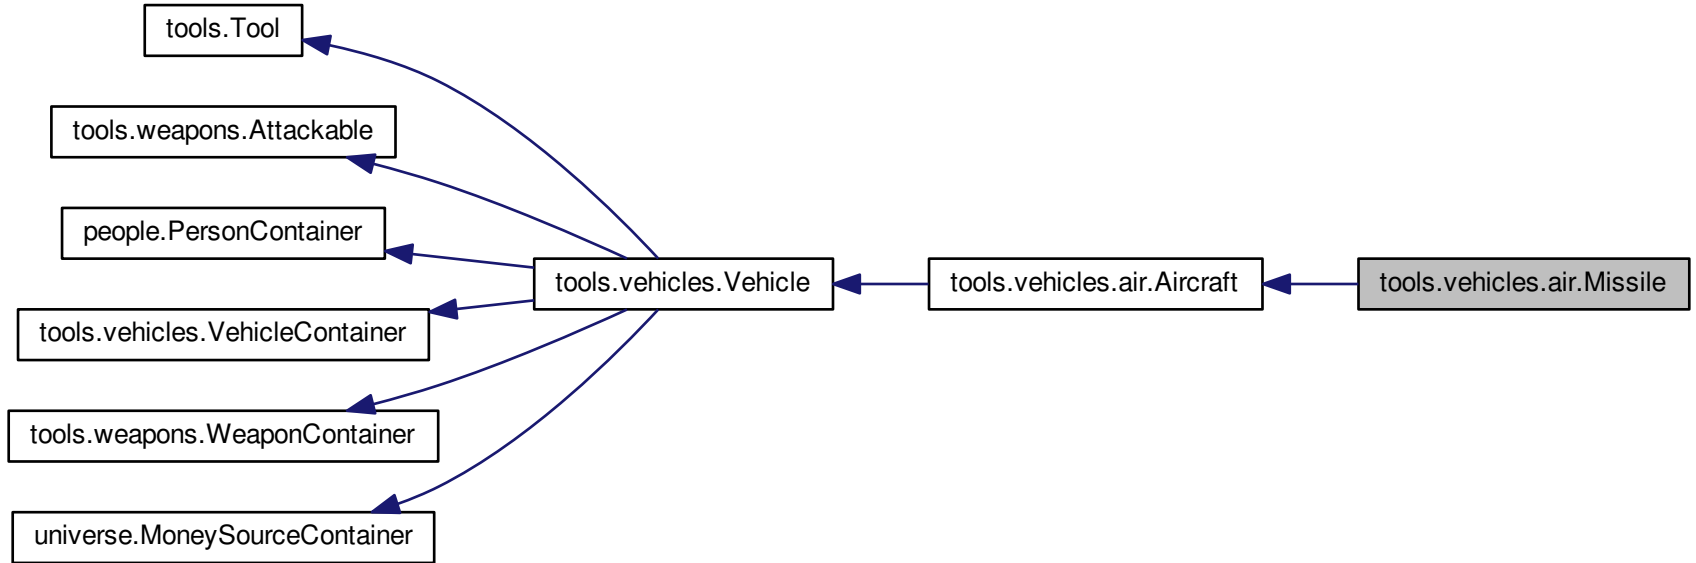 tools.Tool
tools.weapons.Attackable
people.PersonContainer
tools.vehicles.VehicleContainer
tools.weapons.WeaponContainer
universe.MoneySourceContainer
tools.vehicles.Vehicle
tools.vehicles.air.Aircraft
tools.vehicles.air.Missile